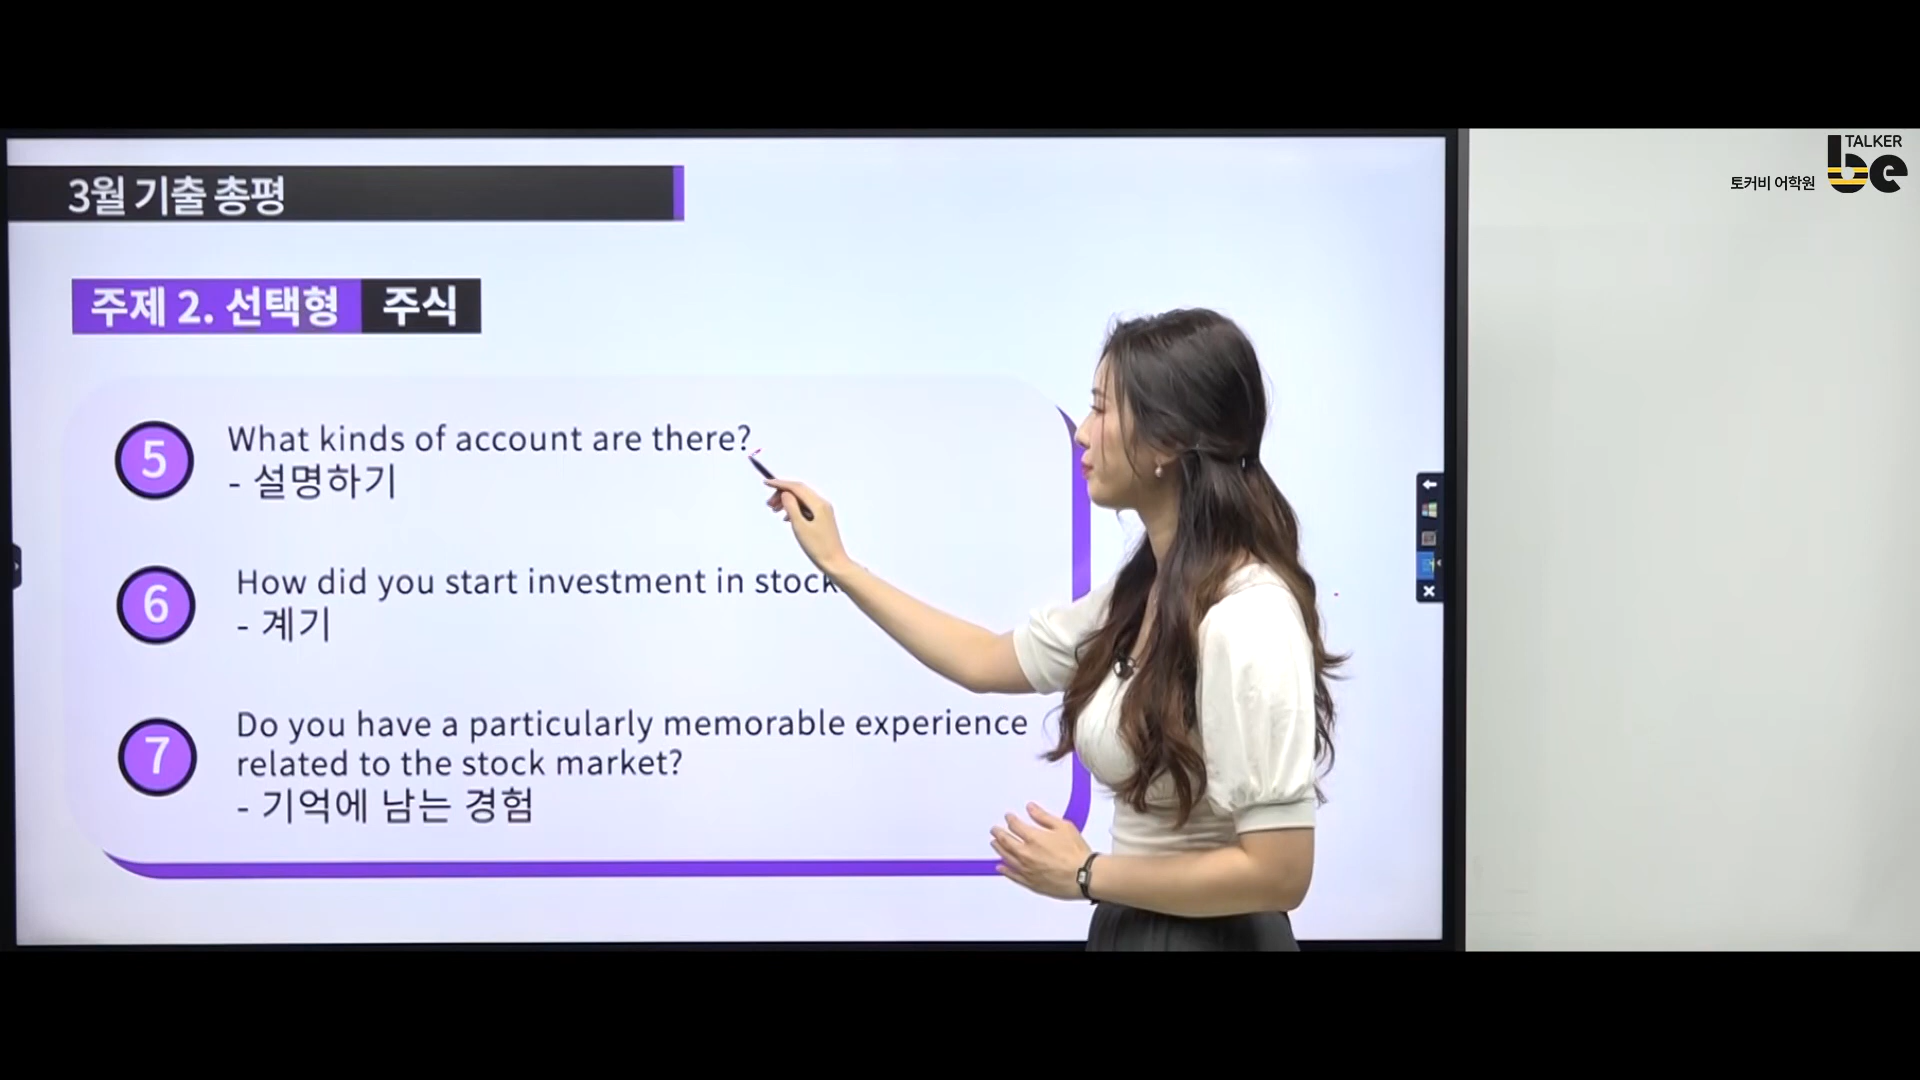 3월 기출 총평
주제 2. 선택형 주식
5 What kinds of account are there?
- 설명하기
6 How did you start investment in stock
- 계기
7 Do you have a particularly memorable experience
related to the stock market?
- 기억에 남는 경험
TALKER
be
토커비 어학원